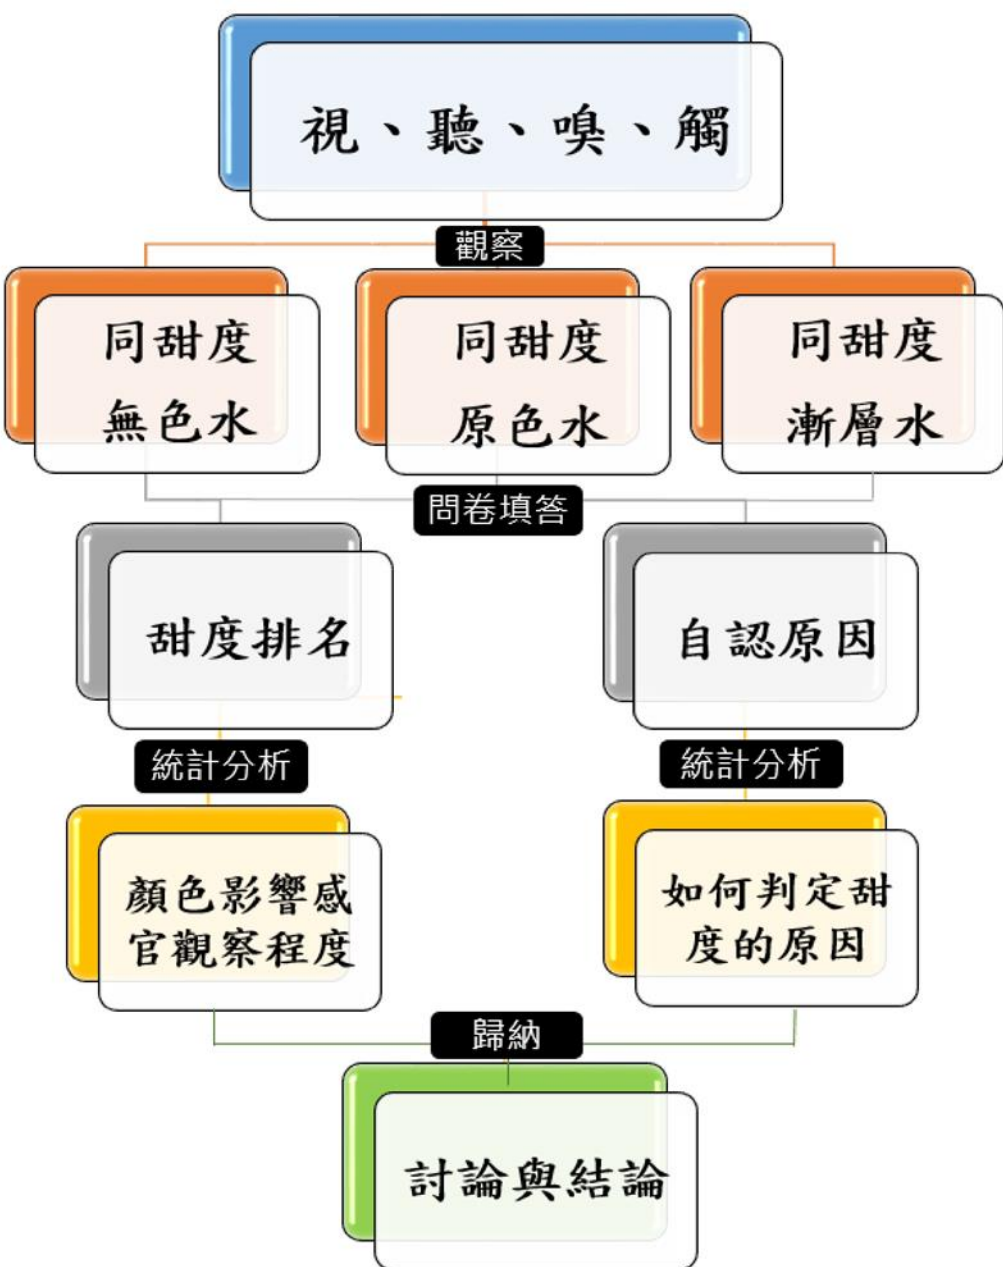 視、聽、嗅、觸
觀察
同甜度
無色水
同甜度
原色水
同甜度
漸層水
問卷填答
甜度排名
自認原因
統計分析
統計分析
顏色影響感
官觀察程度
如何判定甜
度的原因
歸納
討論與結論